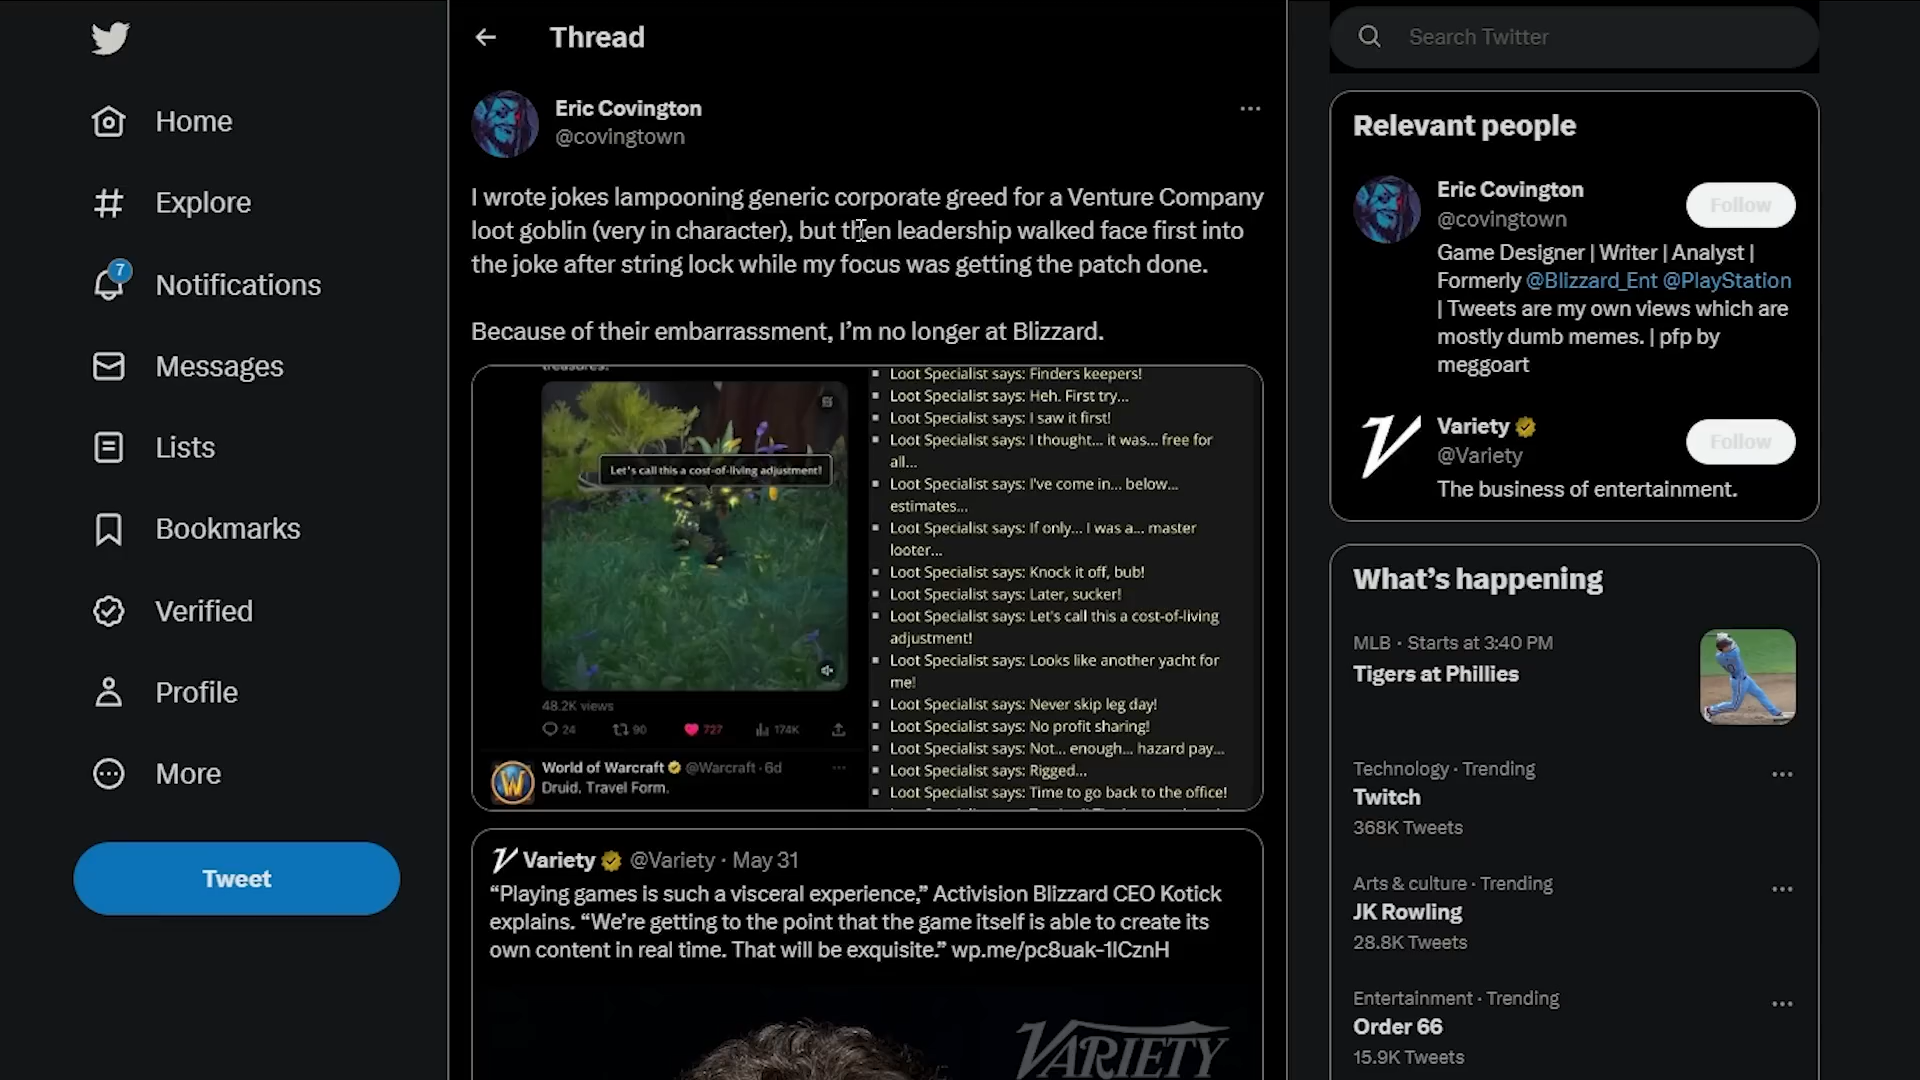 Home
Explore
7
Notifications
Messages
Lists
Bookmarks
Verified
Profile
More
Tweet
Thread
Eric Covington
@covingtown
I wrote jokes lampooning generic corporate greed for a Venture Company
loot goblin (very in character), but then leadership walked face first into
the joke after string lock while my focus was getting the patch done.
Because of their embarrassment, I'm no longer at Blizzard.
treasures!
Let's call this a cost-of-living adjustment!
48.2K views
24 90 727 174K
World of Warcraft @Warcraft · 6d
Druid. Travel Form.
Loot Specialist says: Finders keepers!
Loot Specialist says: Heh. First try...
Loot Specialist says: I saw it first!
Loot Specialist says: I thought... it was... free for
all...
Loot Specialist says: I've come in... below...
estimates...
Loot Specialist says: If only... I was a... master
looter...
Loot Specialist says: Knock it off, bub!
Loot Specialist says: Later, sucker!
Loot Specialist says: Let's call this a cost-of-living
adjustment!
Loot Specialist says: Looks like another yacht for
me!
Loot Specialist says: Never skip leg day!
Loot Specialist says: No profit sharing!
Loot Specialist says: Not... enough... hazard pay...
Loot Specialist says: Rigged...
Loot Specialist says: Time to go back to the office!
Variety @Variety · May 31
“Playing games is such a visceral experience,” Activision Blizzard CEO Kotick
explains. “We’re getting to the point that the game itself is able to create its
own content in real time. That will be exquisite.” wp.me/pc8uak-1lCznH
VARIETY
Search Twitter
Relevant people
Eric Covington
@covingtown
Follow
Game Designer | Writer | Analyst |
Formerly @Blizzard_Ent @PlayStation
| Tweets are my own views which are
mostly dumb memes. | pfp by
meggoart
Variety
@Variety
Follow
The business of entertainment.
What's happening
MLB · Starts at 3:40 PM
Tigers at Phillies
Technology · Trending
Twitch
368K Tweets
Arts & culture · Trending
JK Rowling
28.8K Tweets
Entertainment · Trending
Order 66
15.9K Tweets